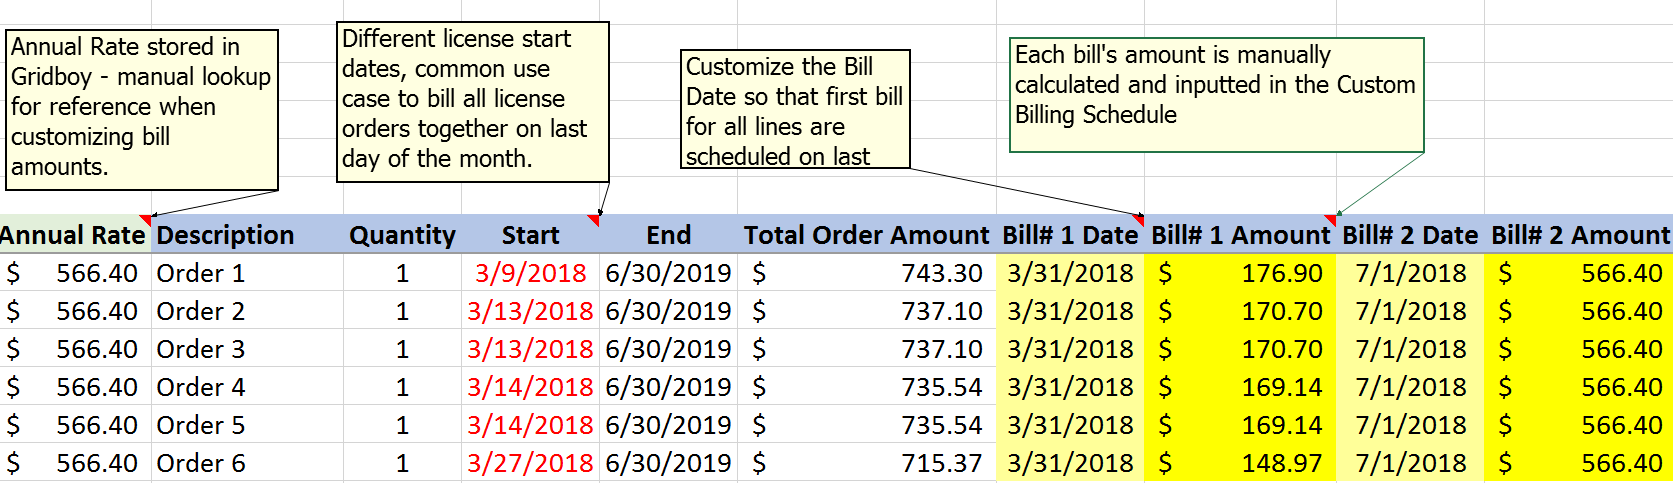 Annual Rate stored in
Gridboy - manual lookup
for reference when
customizing bill
amounts.
Different license start
dates, common use
case to bill all license
orders together on last
day of the month.
Customize the Bill
Date so that first bill
for all lines are
scheduled on last
Each bill's amount is manually
calculated and inputted in the Custom
Billing Schedule
Annual Rate Description Quantity Start End Total Order Amount Bill# 1 Date Bill# 1 Amount Bill# 2 Date Bill# 2 Amount
$ 566.40 Order 1 1 3/9/2018 6/30/2019 $ 743.30 3/31/2018 $ 176.90 7/1/2018 $ 566.40
$ 566.40 Order 2 1 3/13/2018 6/30/2019 $ 737.10 3/31/2018 $ 170.70 7/1/2018 $ 566.40
$ 566.40 Order 3 1 3/13/2018 6/30/2019 $ 737.10 3/31/2018 $ 170.70 7/1/2018 $ 566.40
$ 566.40 Order 4 1 3/14/2018 6/30/2019 $ 735.54 3/31/2018 $ 169.14 7/1/2018 $ 566.40
$ 566.40 Order 5 1 3/14/2018 6/30/2019 $ 735.54 3/31/2018 $ 169.14 7/1/2018 $ 566.40
$ 566.40 Order 6 1 3/27/2018 6/30/2019 $ 715.37 3/31/2018 $ 148.97 7/1/2018 $ 566.40